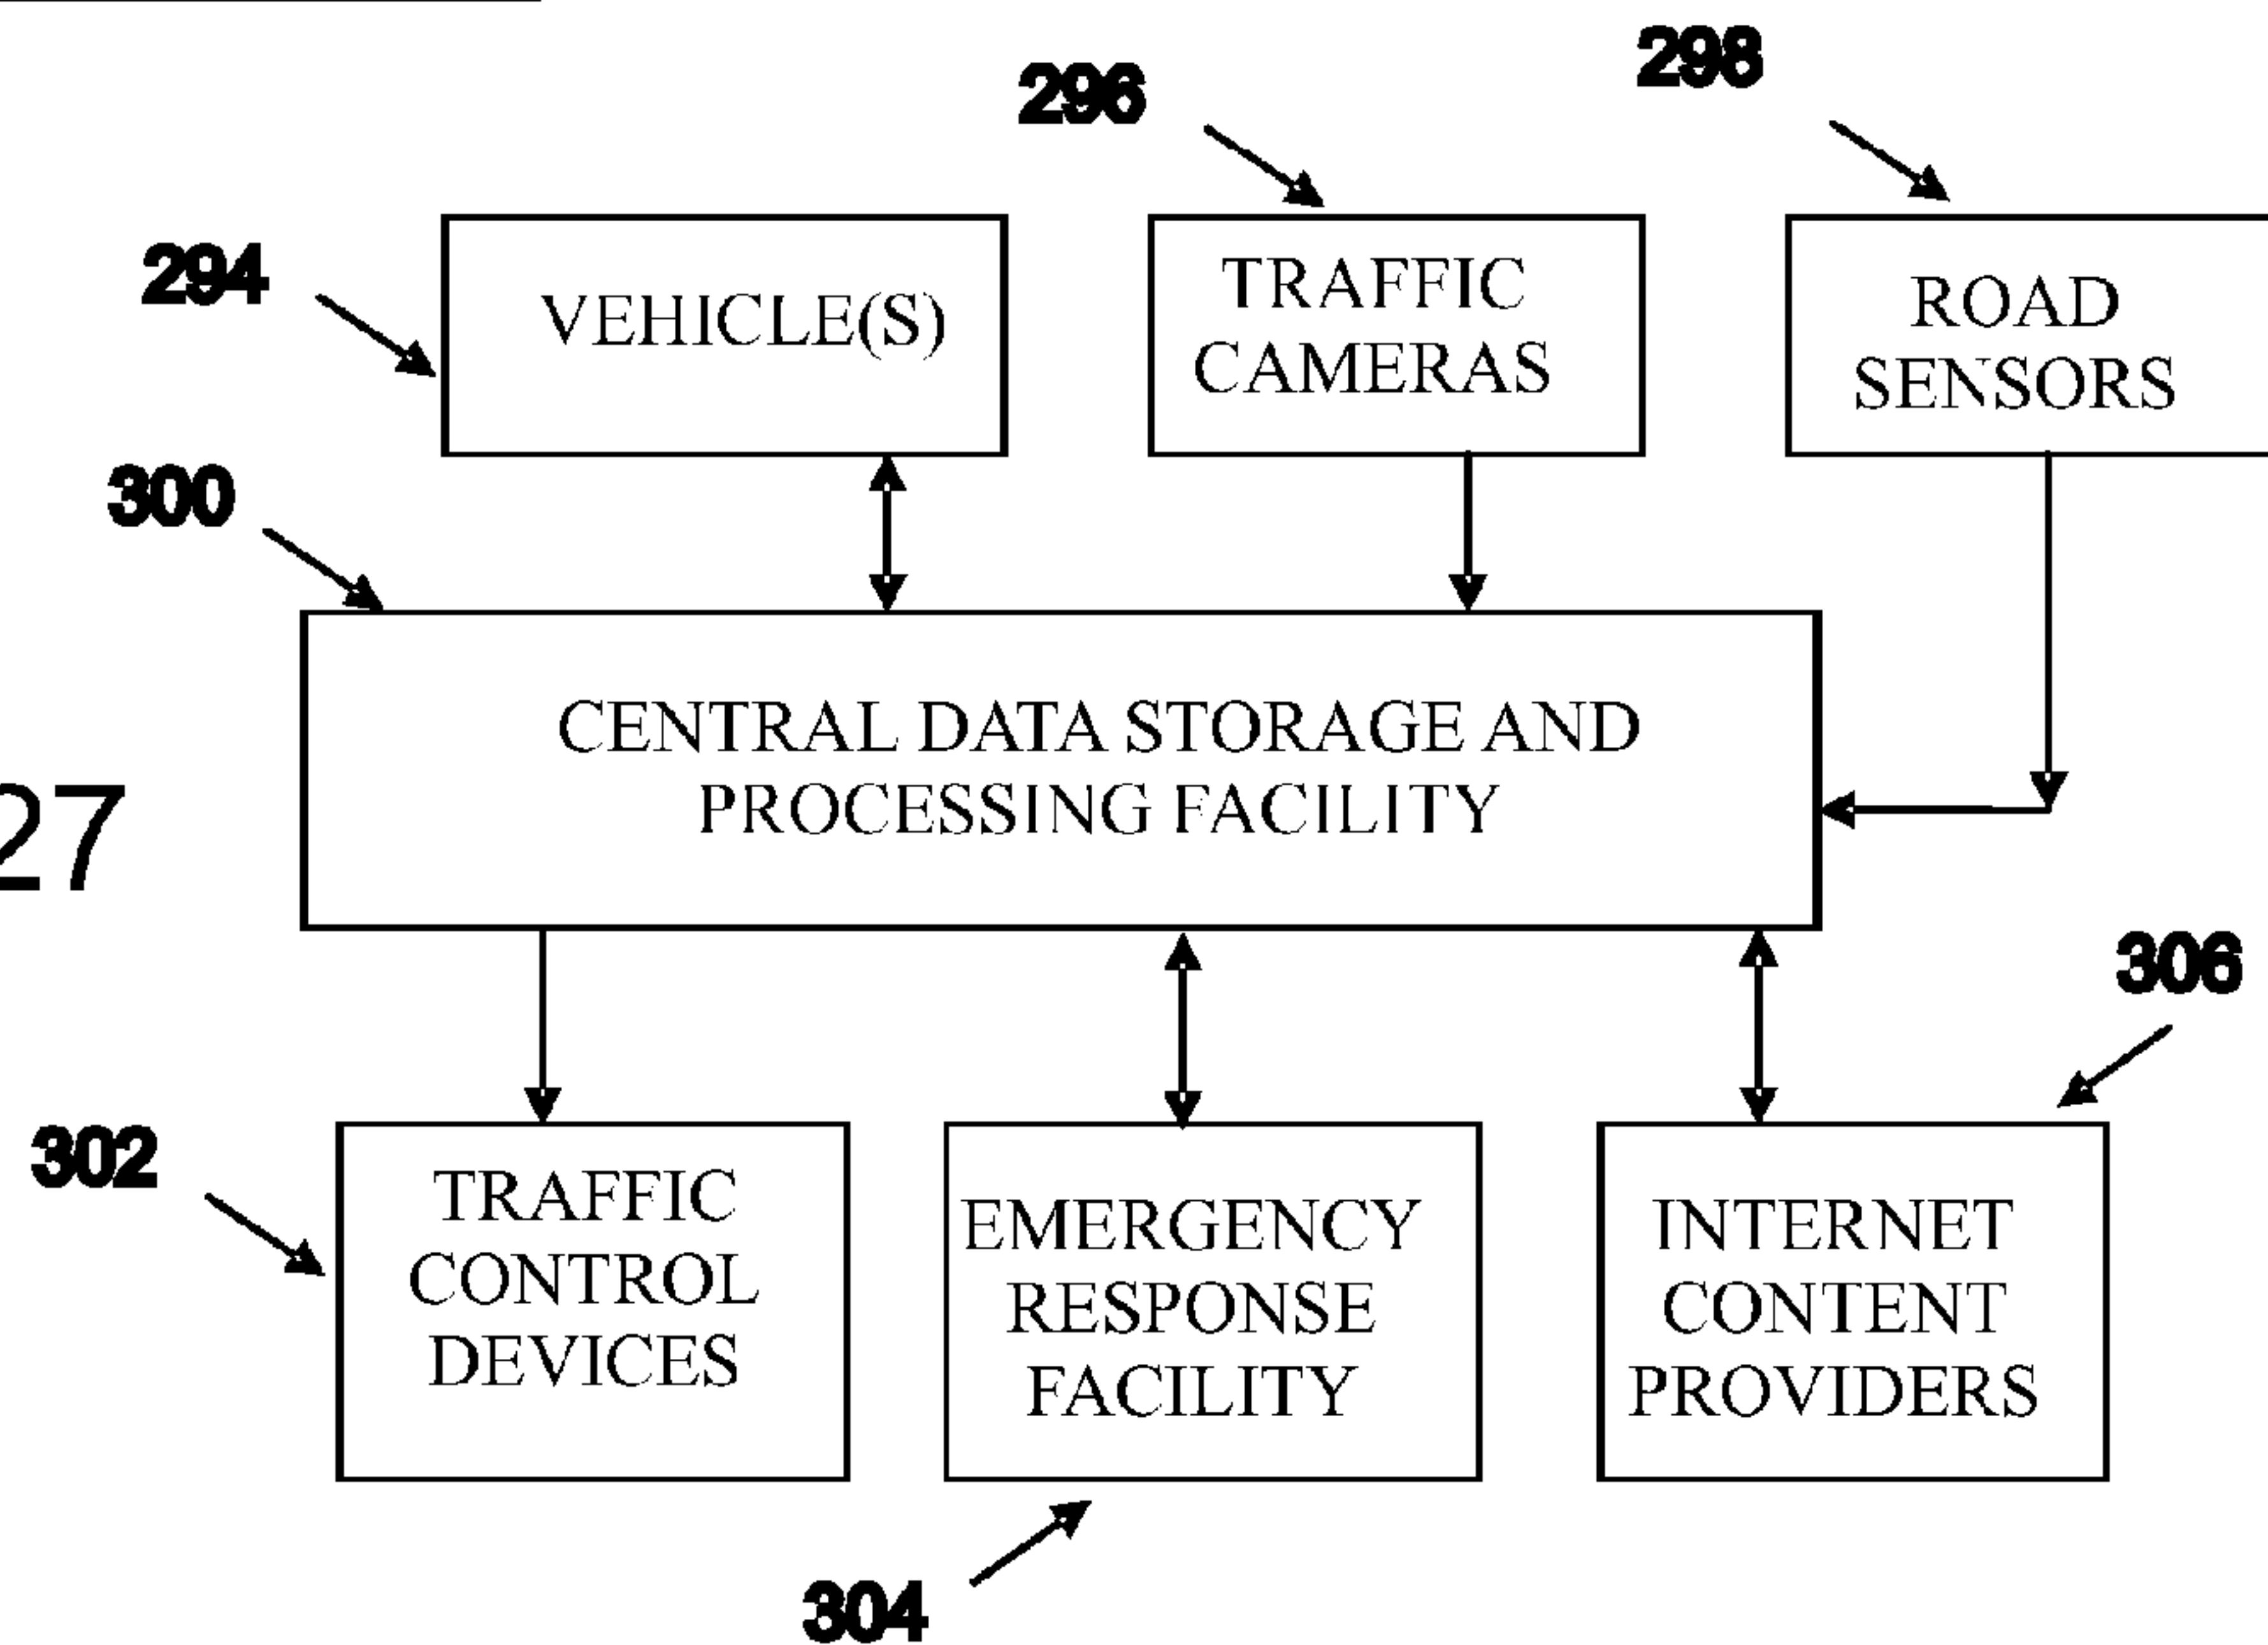 298
296
294
VEHICLE(S)
TRAFFIC
CAMERAS
ROAD
SENSORS
300
CENTRAL DATA STORAGE AND
PROCESSING FACILITY
27
306
302
TRAFFIC
CONTROL
DEVICES
EMERGENCY
RESPONSE
FACILITY
INTERNET
CONTENT
PROVIDERS
304